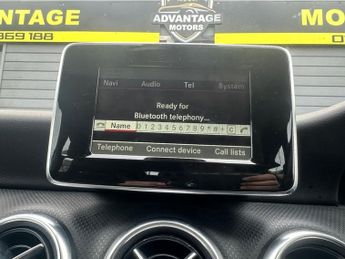 NTAGE
ADVANTAGE
MOTORS
MOTO
869 188
Navi Audio Tel System
Ready for
Bluetooth telephony...
Name 0 1 2 3 4 5 6 7 8 9 * # + C
Telephone Connect device Call lists